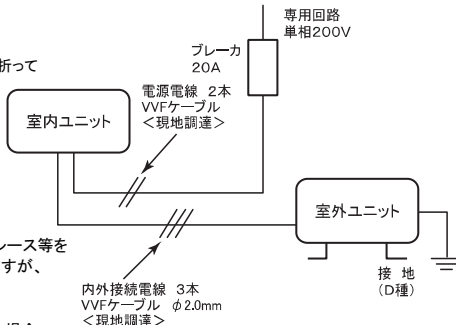 専用回路
単相200V
ブレーカ
20A
折って
電源電線 2本
VVFケーブル
＜現地調達＞
室内ユニット
室外ユニット
レース等を
すが、
接 地
（D種）
内外接続電線 3本
VVFケーブル φ2.0mm
＜現地調達＞